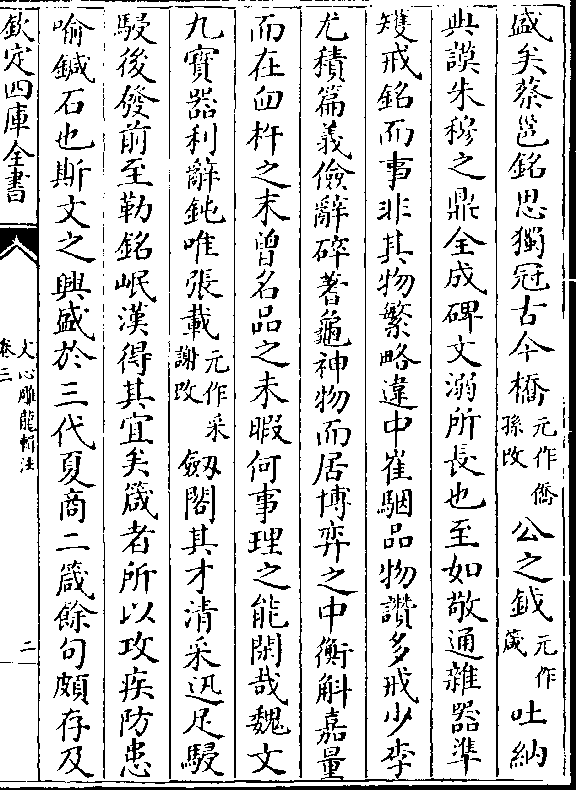 盛矣蔡邕銘思獨冠古今橋元作僑孫改公之鉞元作箴吐納
典謨朱穆之鼎全成碑文溺所長也至如敬通雜器準
矱戒銘而事非其物繁略違中崔駰品物讚多戒少李
尤積篇義儉辭碎著龜神物而居博弈之中衡斛嘉量
而在臼杵之末曾名品之未暇何事理之能閑哉魏文
九寶器利辭鈍唯張載元作采謝改劒閣其才清采迅足駸
駸後發前至勒銘岷漢得其宜矣箴者所以攻疾防患
喻鍼石也斯文之興盛於三代夏商二箴餘句頗存及
欽定四庫全書
文心雕龍輯注
卷三
二